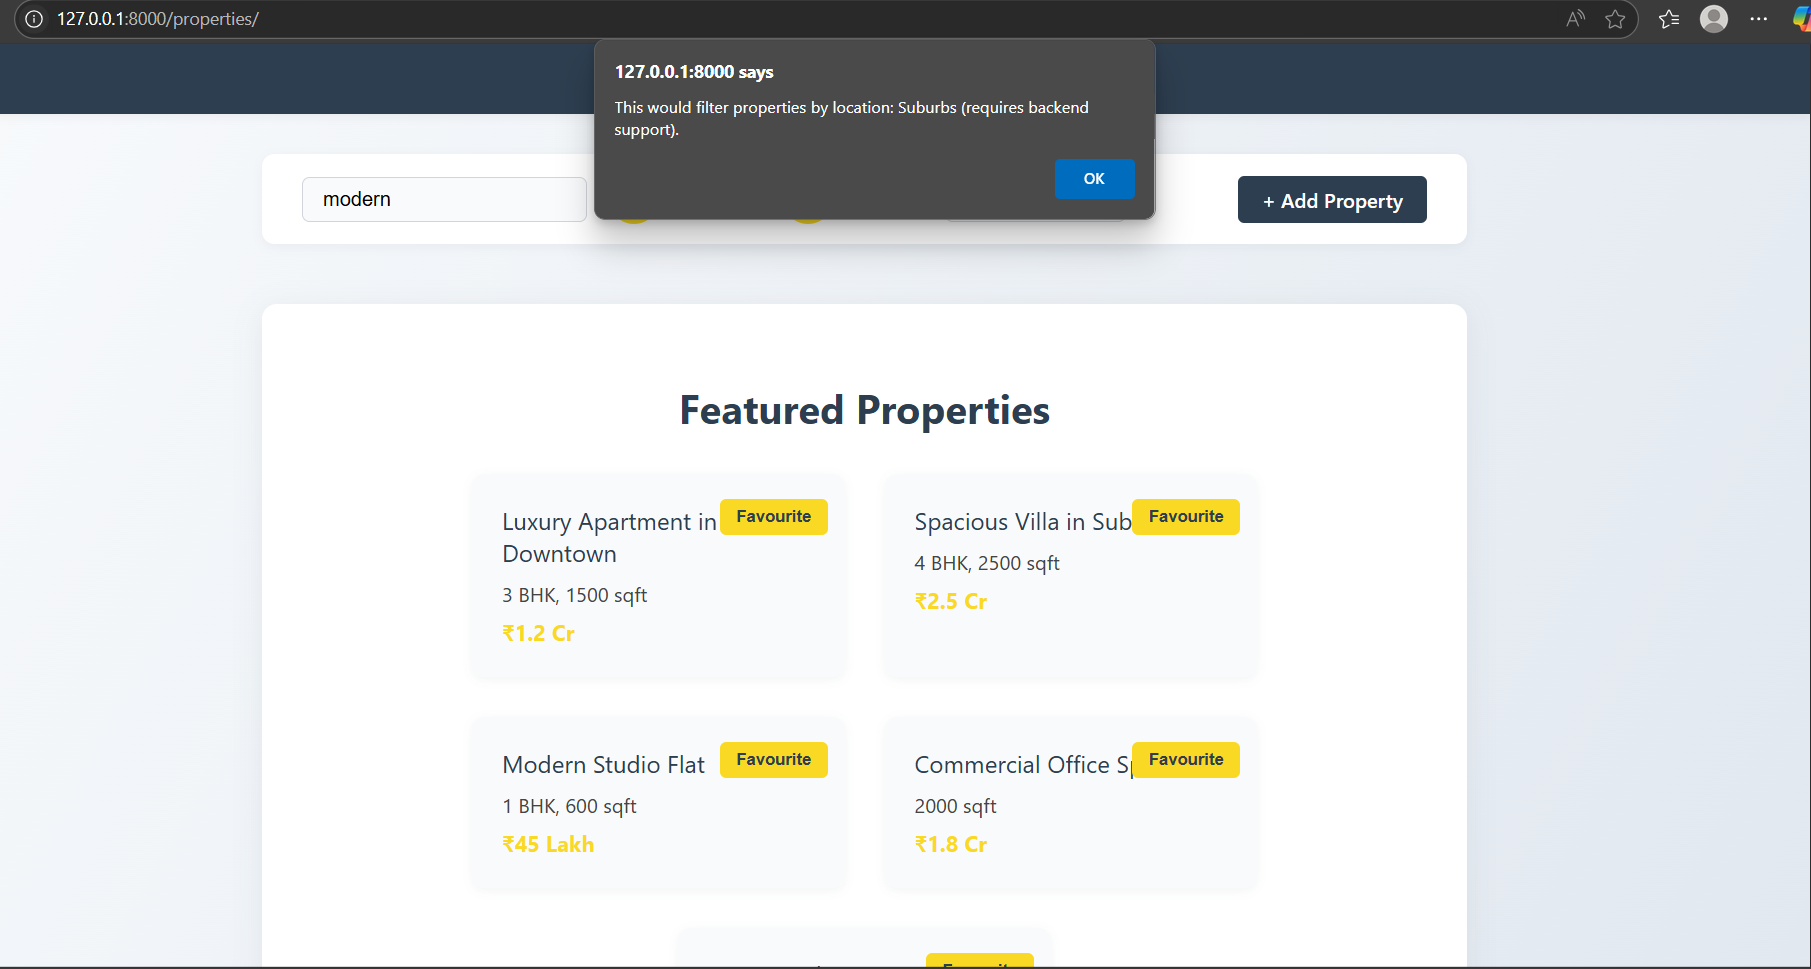 127.0.0.1:8000/properties/
127.0.0.1:8000 says
This would filter properties by location: Suburbs (requires backend
support).
OK
modern
+ Add Property
Featured Properties
Luxury Apartment in
Downtown
Favourite
3 BHK, 1500 sqft
₹1.2 Cr
Spacious Villa in Sub
Favourite
4 BHK, 2500 sqft
₹2.5 Cr
Modern Studio Flat
Favourite
1 BHK, 600 sqft
₹45 Lakh
Commercial Office
Favourite
2000 sqft
₹1.8 Cr